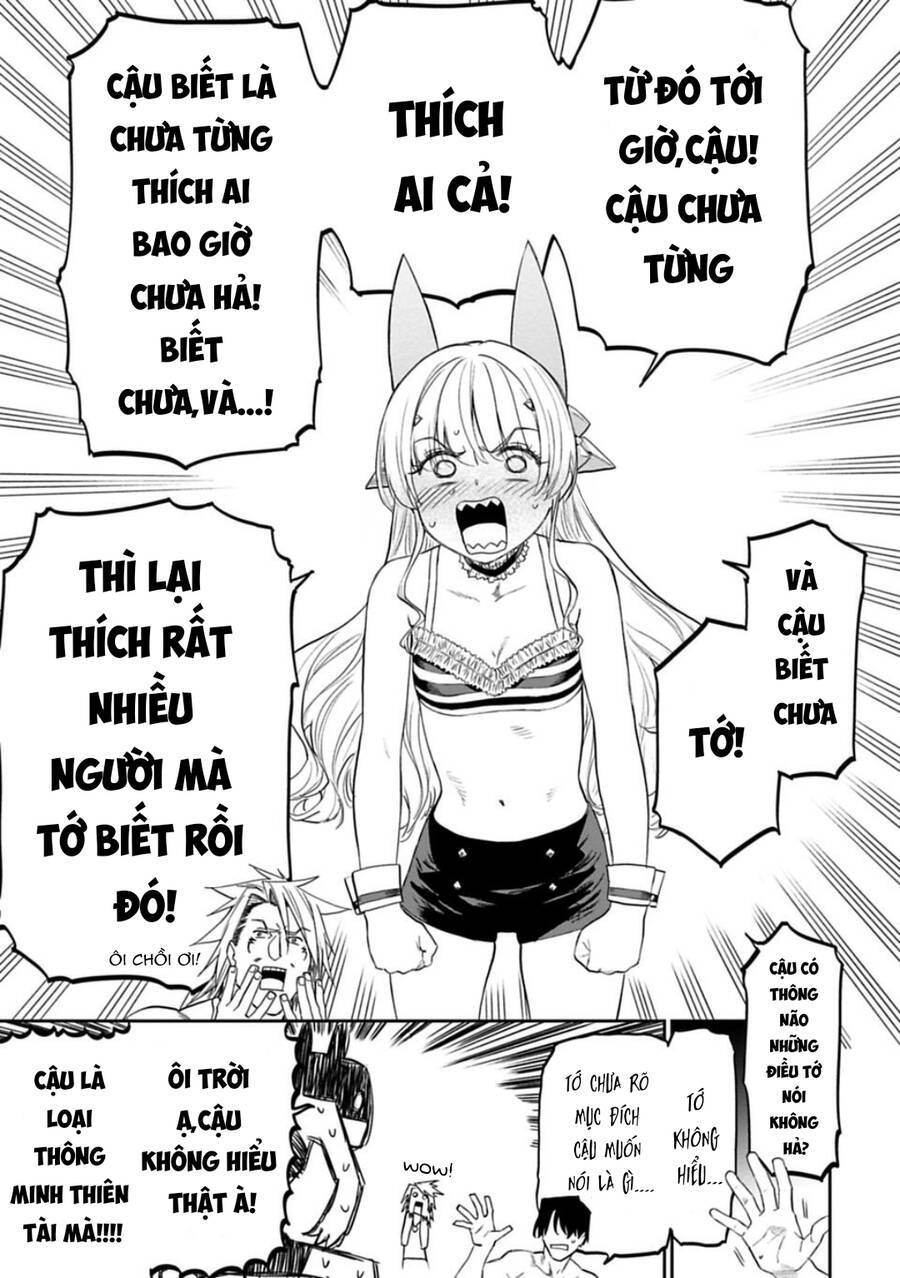 TỪ ĐÓ TỚI
GIỜ,CẬU!
CẬU CHƯA
TỪNG
THÍCH
AI CẢ!
CẬU BIẾT LÀ
CHƯA TỪNG
THÍCH AI
BAO GIỜ
CHƯA HẢ!
BIẾT
CHƯA,VÀ...!
VÀ
CẬU
BIẾT
CHƯA
TỚ!
THÌ LẠI
THÍCH RẤT
NHIỀU
NGƯỜI MÀ
TỚ BIẾT RỒI
ĐÓ!
ÔI CHỒI ƠI!
CẬU CÓ
THÔNG
NÃO
NHỮNG
ĐIỀU TỚ
NÓI
KHÔNG
HẢ?
TỚ
KHÔNG
HIỂU....
TỚ CHƯA RÕ
MỤC ĐÍCH
CẬU MUỐN
NÓI LÀ GÌ....
WOW!
ÔI TRỜI
Ạ,CẬU
KHÔNG HIỂU
THẬT À!
CẬU LÀ
LOẠI
THÔNG
MINH THIÊN
TÀI MÀ!!!!